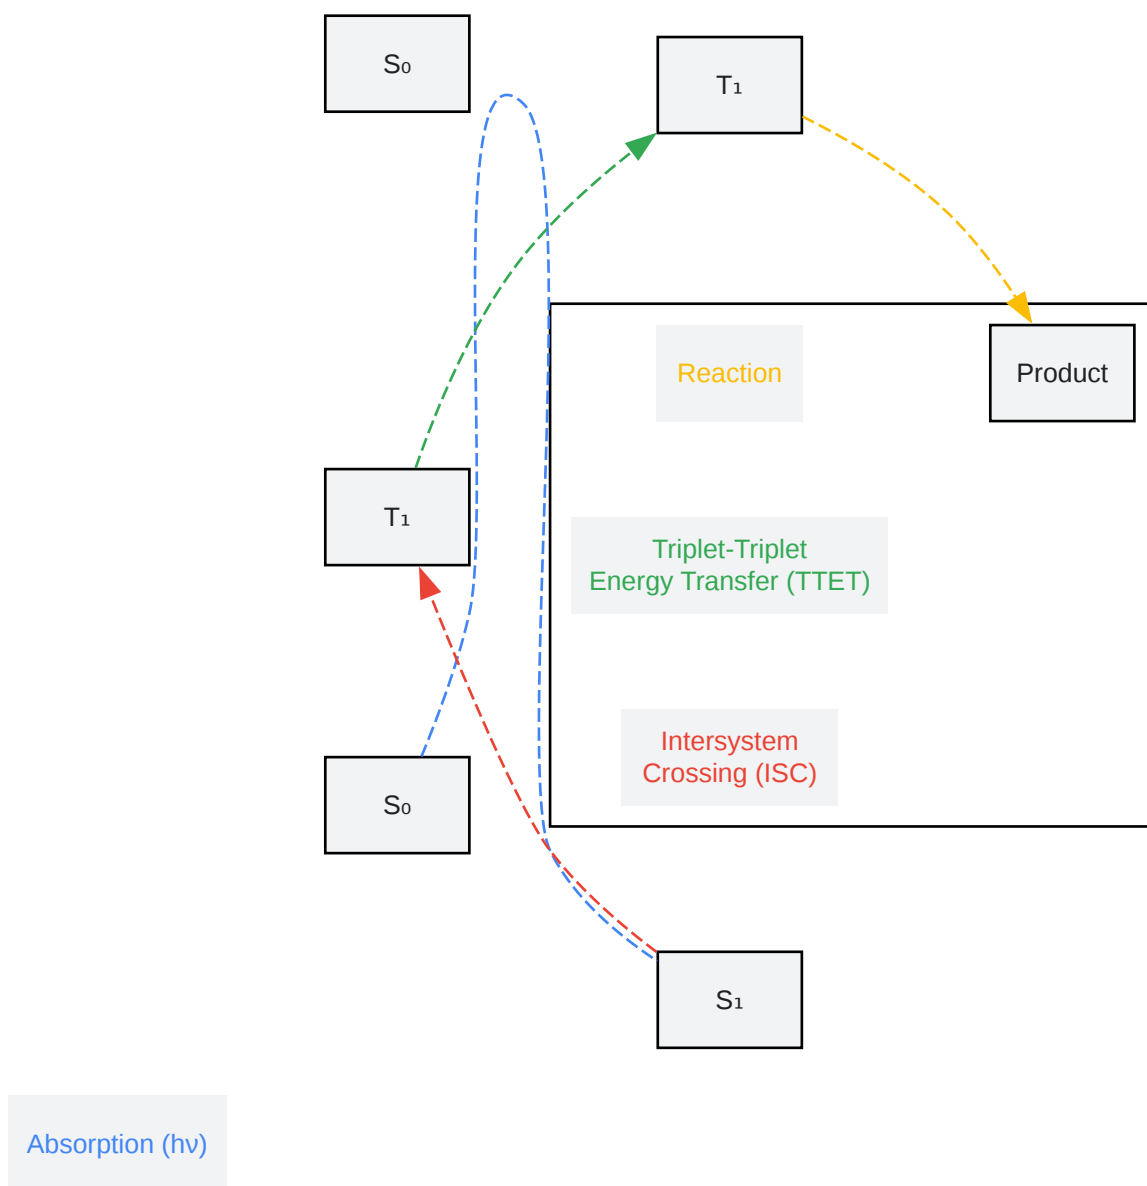 S₀
T₁
Reaction
Product
T₁
Triplet-Triplet
Energy Transfer (TTET)
Intersystem
Crossing (ISC)
S₀
S₁
Absorption (hν)